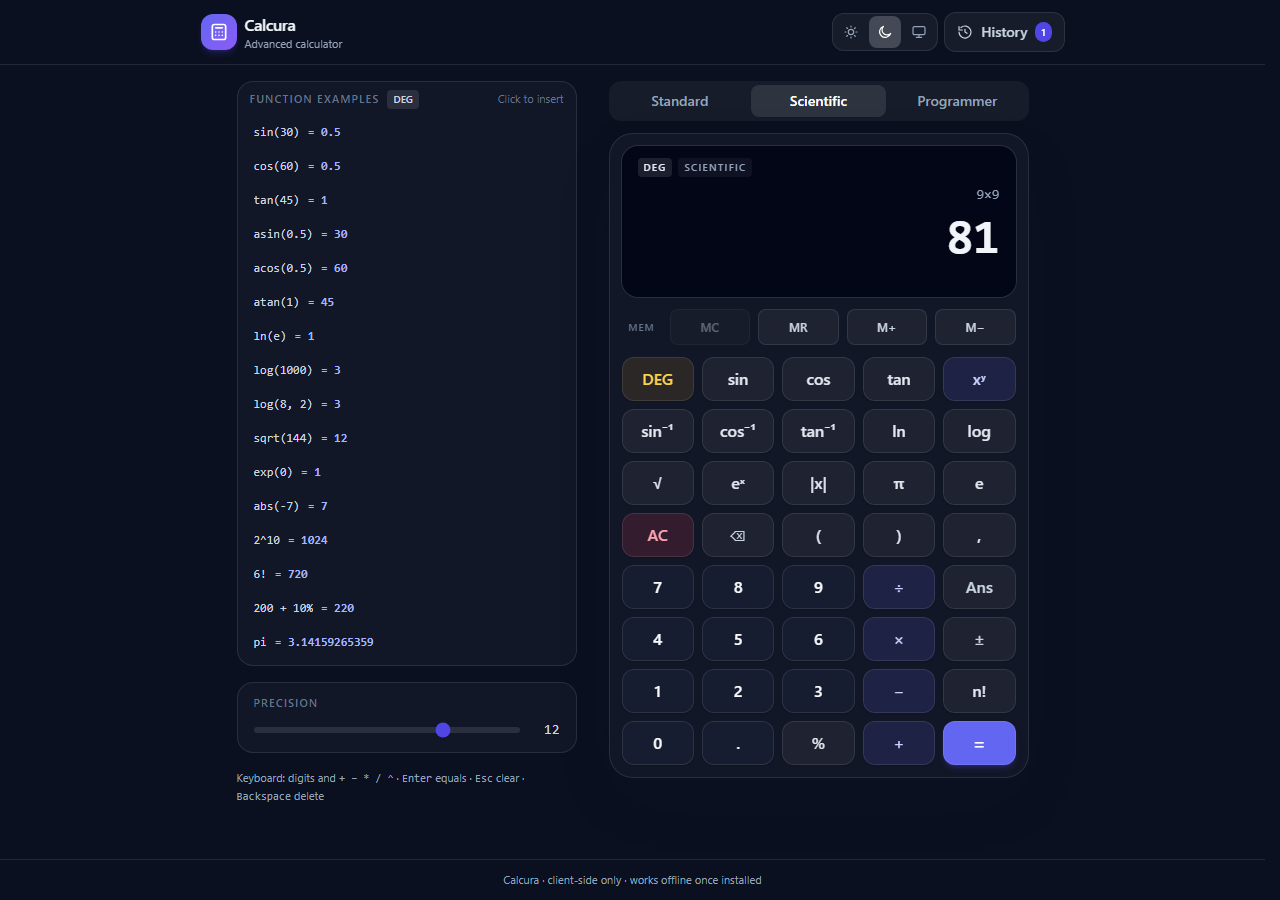 Calcura
Advanced calculator
History 1
FUNCTION EXAMPLES DEG Click to insert
sin(30) = 0.5
cos(60) = 0.5
tan(45) = 1
asin(0.5) = 30
acos(0.5) = 60
atan(1) = 45
ln(e) = 1
log(1000) = 3
log(8, 2) = 3
sqrt(144) = 12
exp(0) = 1
abs(-7) = 7
2^10 = 1024
6! = 720
200 + 10% = 220
pi = 3.14159265359
PRECISION
12
Keyboard: digits and + − * / ^ · Enter equals · Esc clear ·
Backspace delete
Standard Scientific Programmer
DEG SCIENTIFIC
9×9
81
MEM MC MR M+ M−
DEG sin cos tan xʸ
sin⁻¹ cos⁻¹ tan⁻¹ ln log
√ eˣ |x| π e
AC ⌫ ( ) ,
7 8 9 ÷ Ans
4 5 6 × ±
1 2 3 − n!
0 . % + =
Calcura · client-side only · works offline once installed